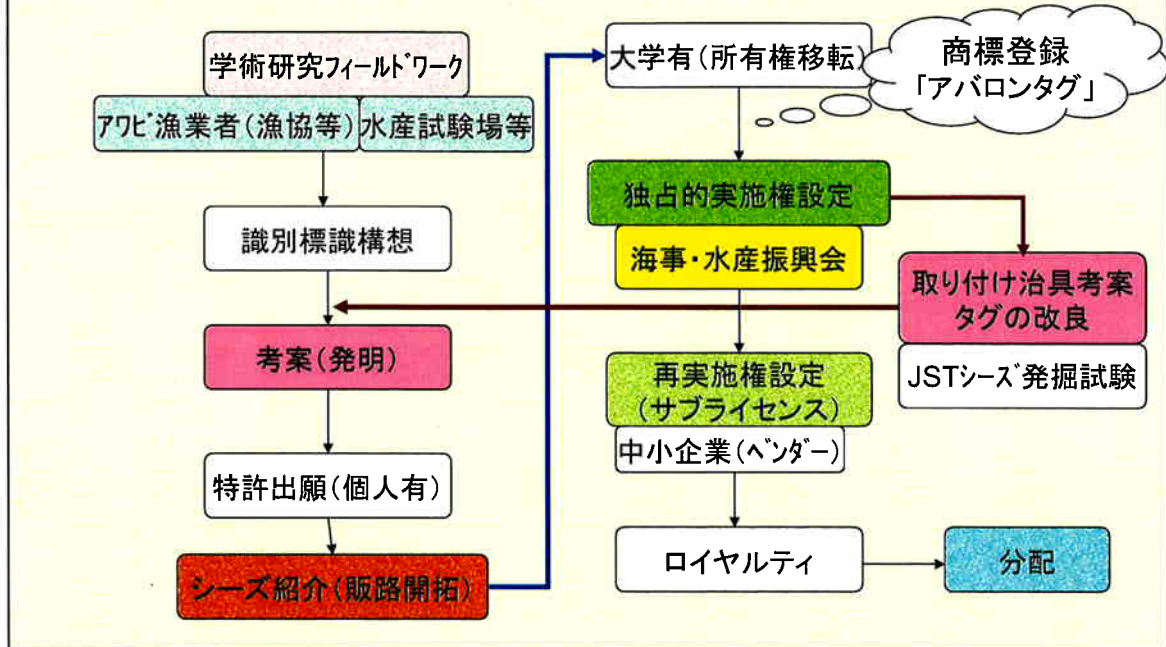 学術研究フィールドワーク
アワビ漁業者(漁協等)
水産試験場等
識別標識構想
考案(発明)
特許出願(個人有)
シーズ紹介(販路開拓)
大学有(所有権移転)
商標登録
「アバロンタグ」
独占的実施権設定
海事・水産振興会
取り付け治具考案
タグの改良
JSTシーズ発掘試験
再実施権設定
(サブライセンス)
中小企業(ベンダー)
ロイヤルティ
分配